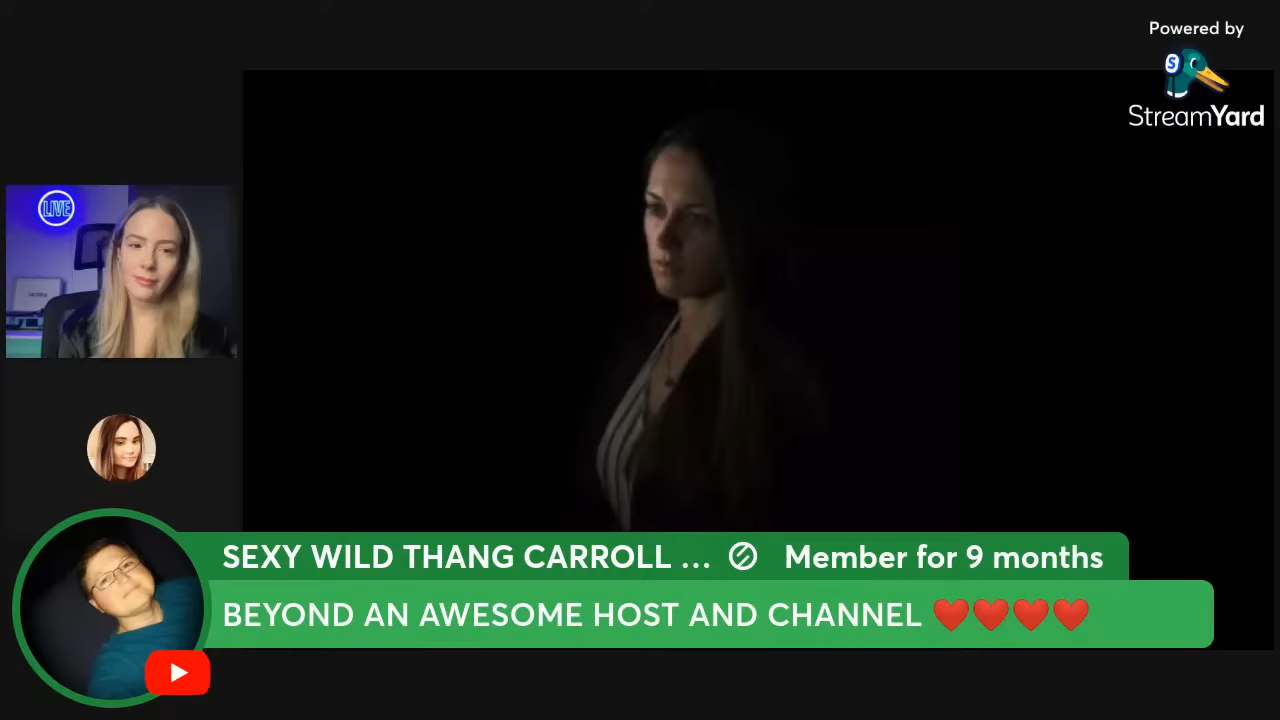 Powered by
S
StreamYard
LIVE
SEXY WILD THANG CARROLL ... Member for 9 months
BEYOND AN AWESOME HOST AND CHANNEL ❤️❤️❤️❤️